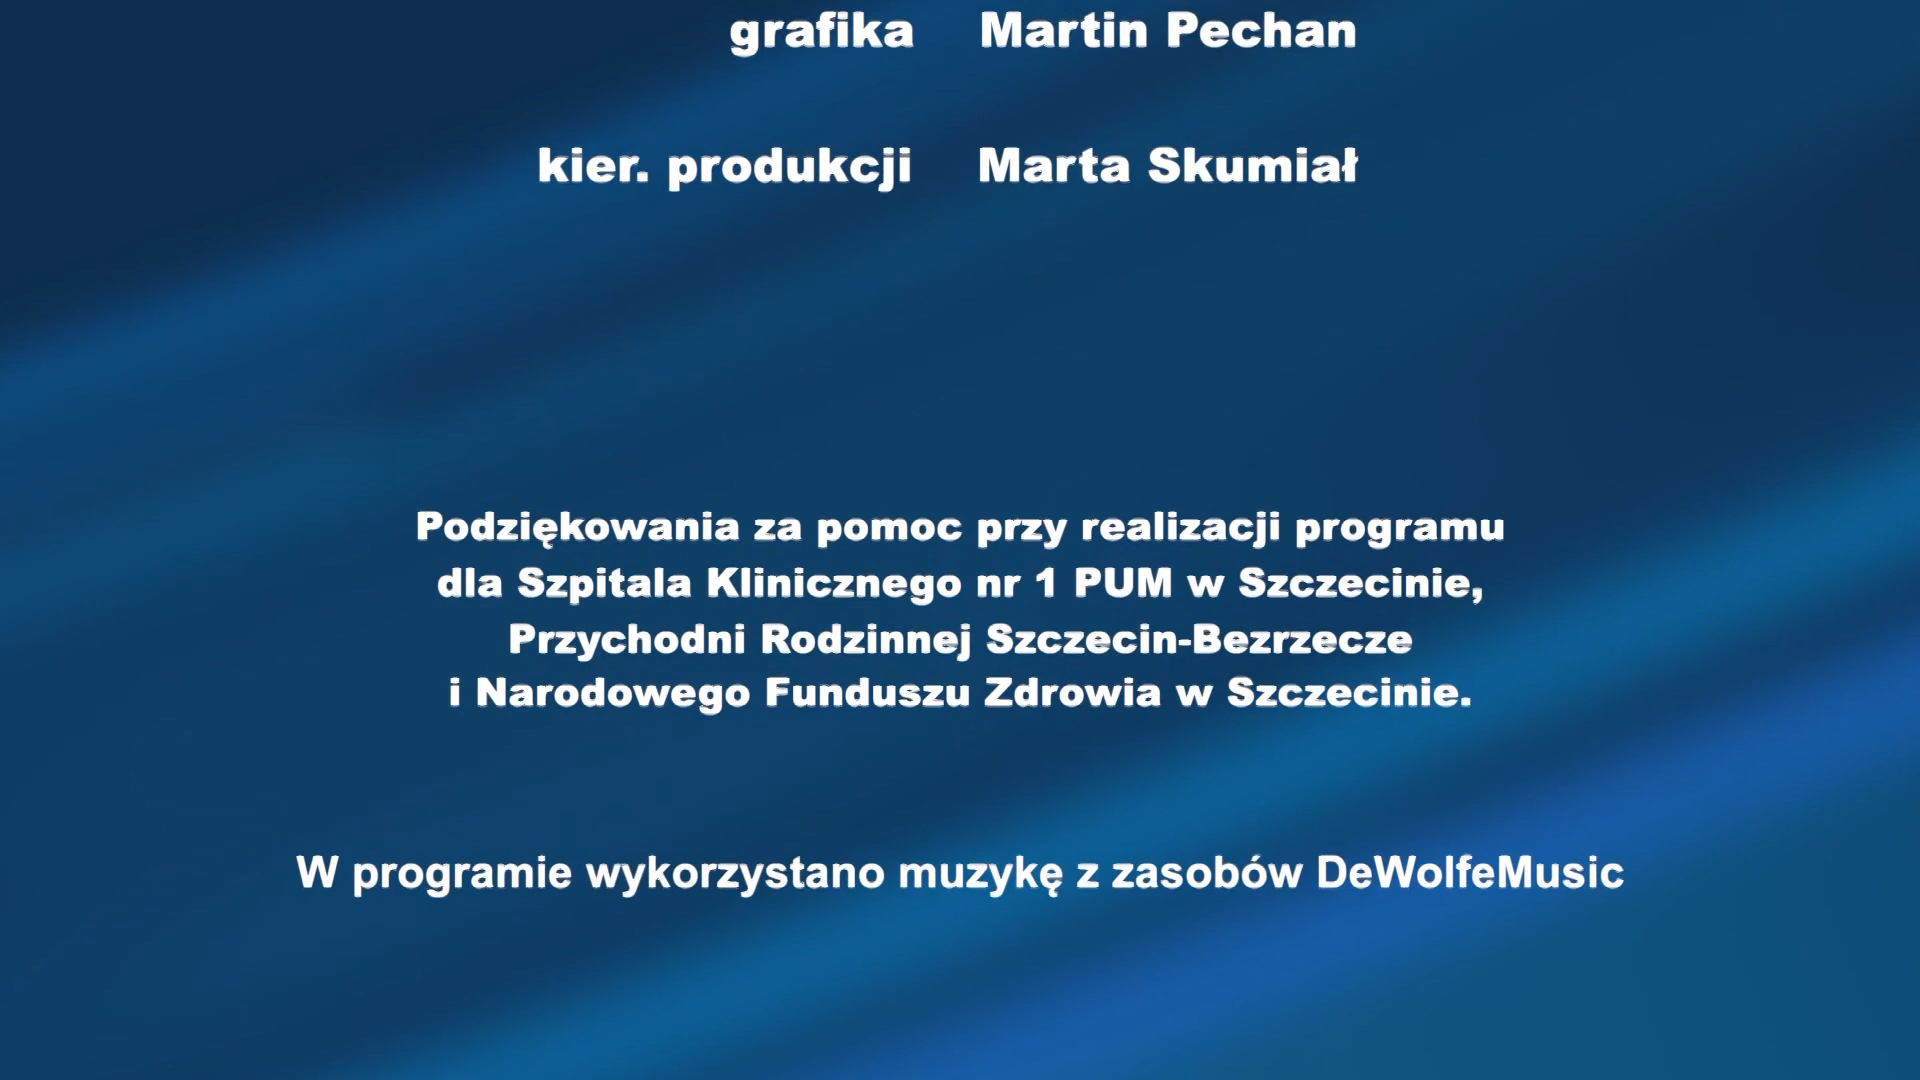 grafika Martin Pechan
kier. produkcji Marta Skumiał
Podziękowania za pomoc przy realizacji programu
dla Szpitala Klinicznego nr 1 PUM w Szczecinie,
Przychodni Rodzinnej Szczecin-Bezrzecze
i Narodowego Funduszu Zdrowia w Szczecinie.
W programie wykorzystano muzykę z zasobów DeWolfeMusic